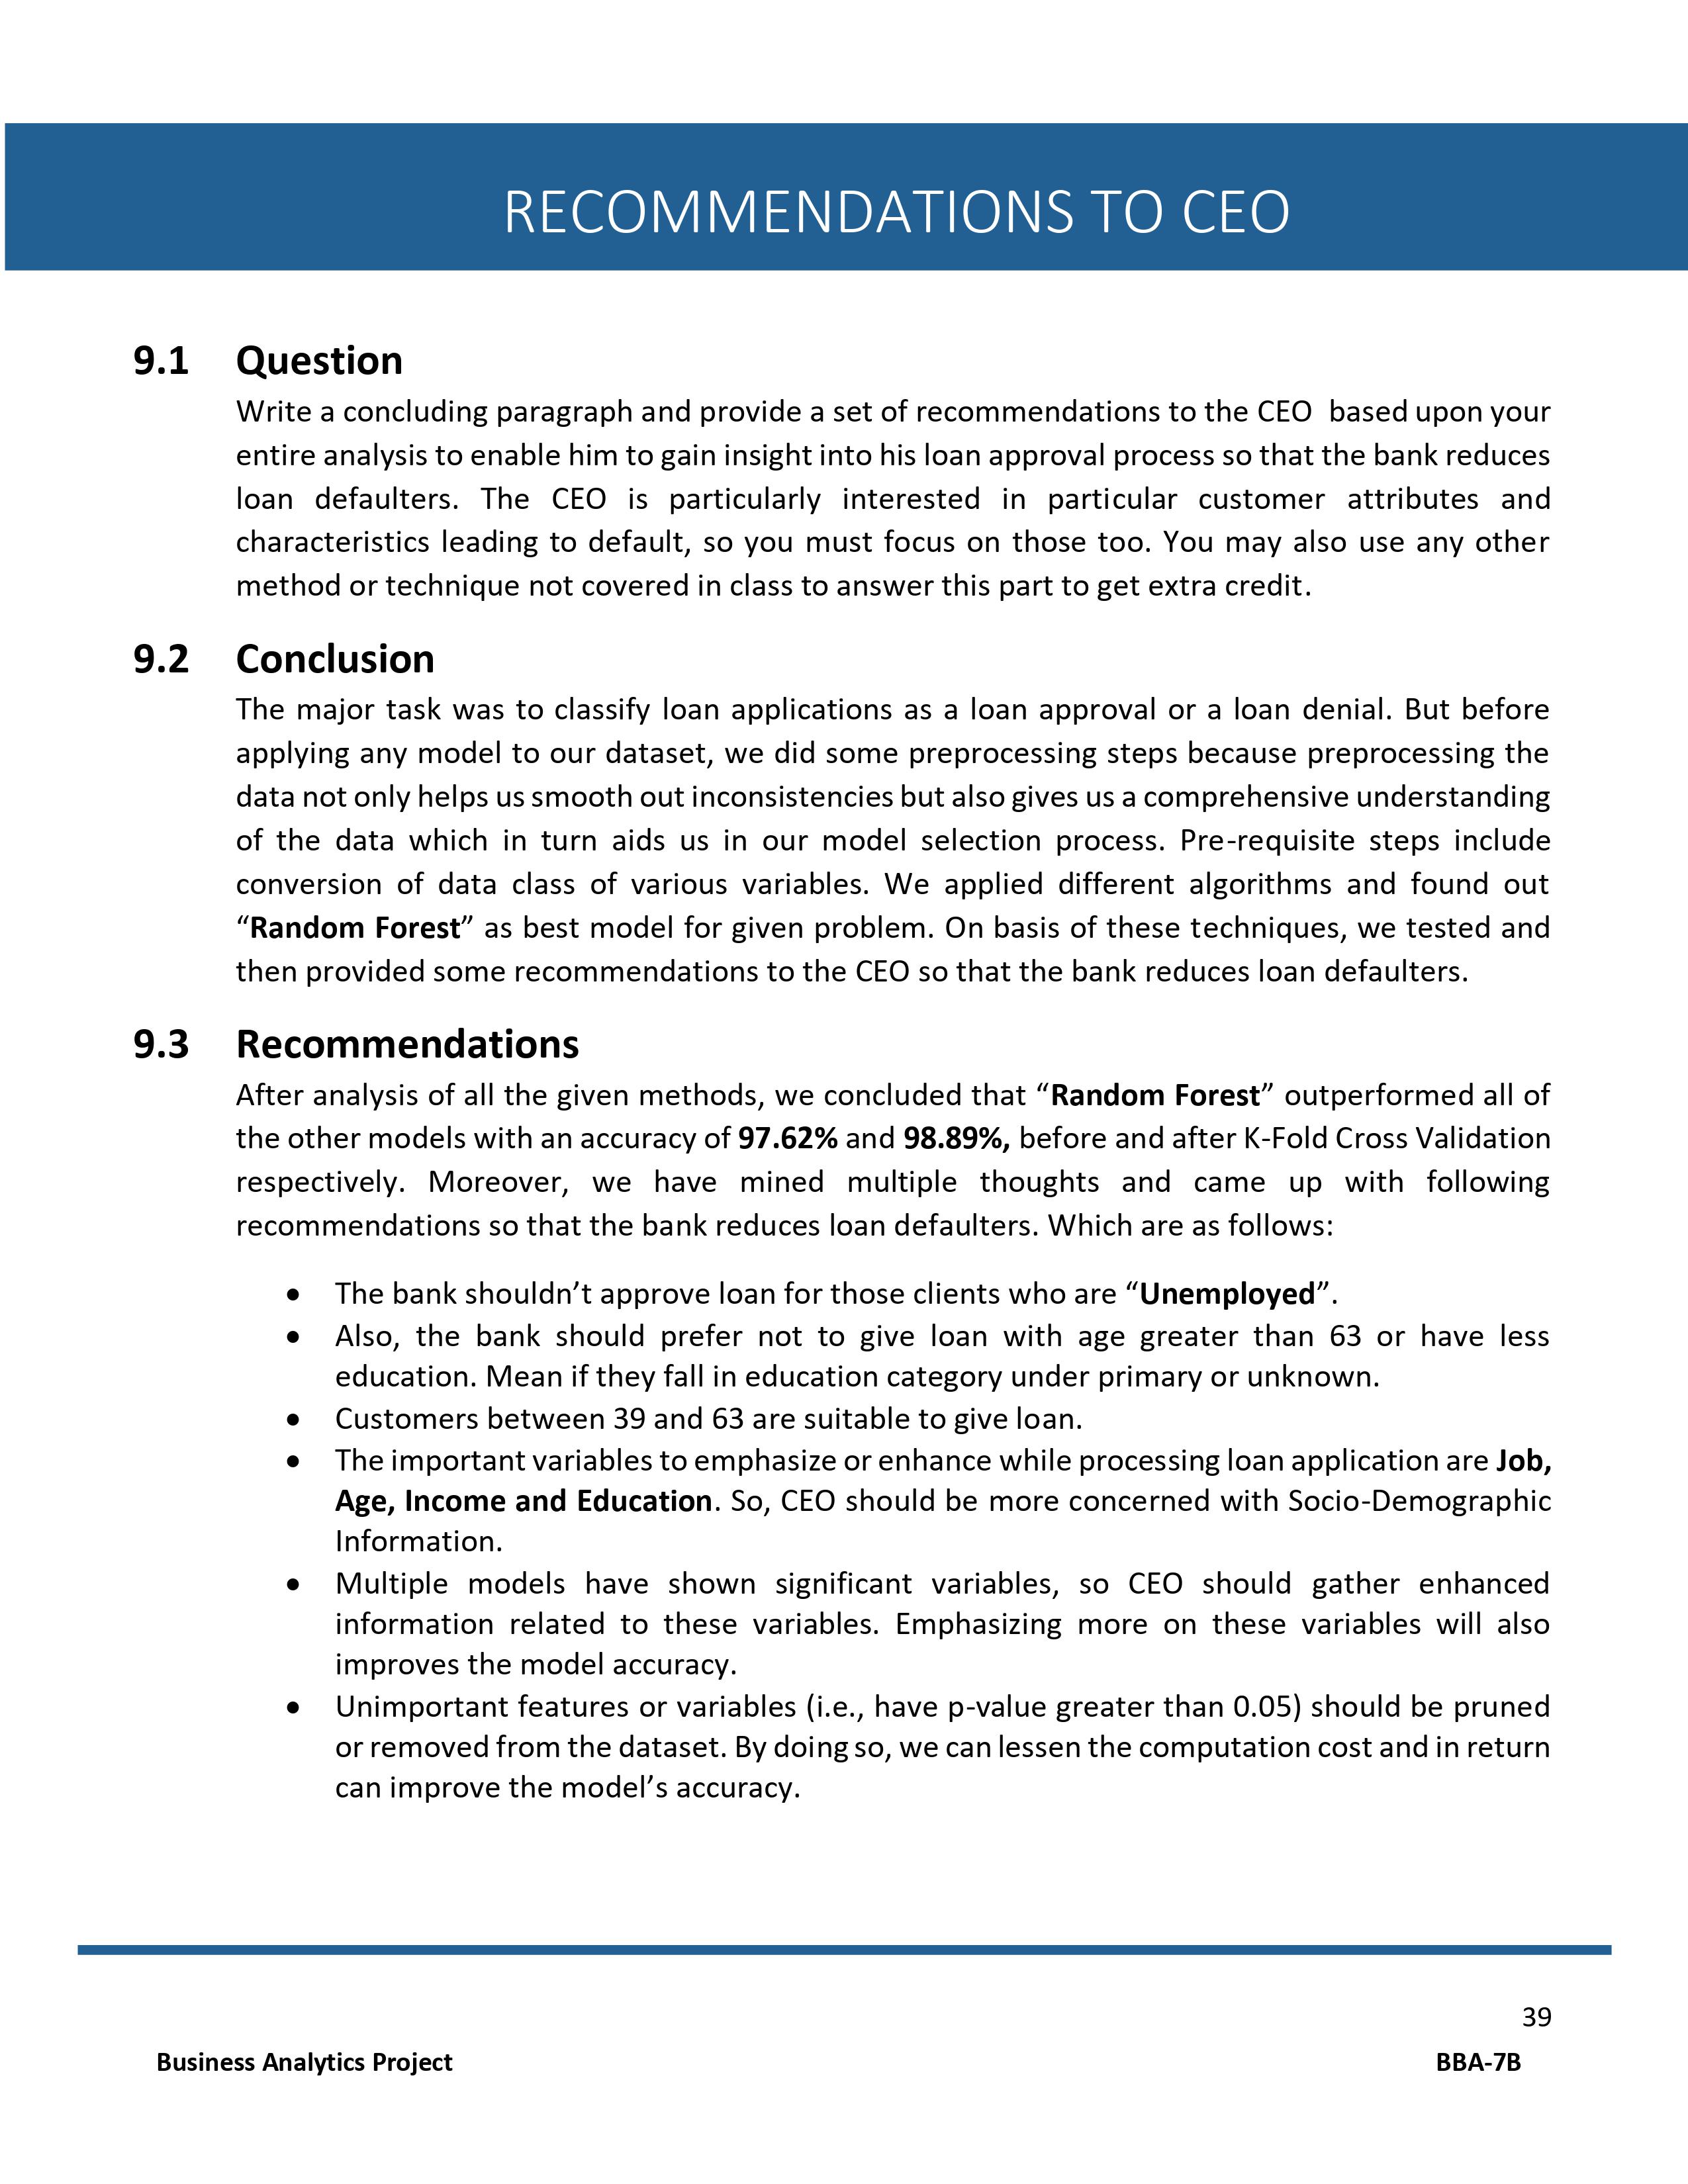 RECOMMENDATIONS TO CEO
9.1 Question
Write a concluding paragraph and provide a set of recommendations to the CEO based upon your
entire analysis to enable him to gain insight into his loan approval process so that the bank reduces
loan defaulters. The CEO is particularly interested in particular customer attributes and
characteristics leading to default, so you must focus on those too. You may also use any other
method or technique not covered in class to answer this part to get extra credit.
9.2 Conclusion
The major task was to classify loan applications as a loan approval or a loan denial. But before
applying any model to our dataset, we did some preprocessing steps because preprocessing the
data not only helps us smooth out inconsistencies but also gives us a comprehensive understanding
of the data which in turn aids us in our model selection process. Pre-requisite steps include
conversion of data class of various variables. We applied different algorithms and found out
“Random Forest” as best model for given problem. On basis of these techniques, we tested and
then provided some recommendations to the CEO so that the bank reduces loan defaulters.
9.3 Recommendations
After analysis of all the given methods, we concluded that “Random Forest” outperformed all of
the other models with an accuracy of 97.62% and 98.89%, before and after K-Fold Cross Validation
respectively. Moreover, we have mined multiple thoughts and came up with following
recommendations so that the bank reduces loan defaulters. Which are as follows:
• The bank shouldn’t approve loan for those clients who are “Unemployed”.
• Also, the bank should prefer not to give loan with age greater than 63 or have less
education. Mean if they fall in education category under primary or unknown.
• Customers between 39 and 63 are suitable to give loan.
• The important variables to emphasize or enhance while processing loan application are Job,
Age, Income and Education. So, CEO should be more concerned with Socio-Demographic
Information.
• Multiple models have shown significant variables, so CEO should gather enhanced
information related to these variables. Emphasizing more on these variables will also
improves the model accuracy.
• Unimportant features or variables (i.e., have p-value greater than 0.05) should be pruned
or removed from the dataset. By doing so, we can lessen the computation cost and in return
can improve the model’s accuracy.
39
Business Analytics Project BBA-7B